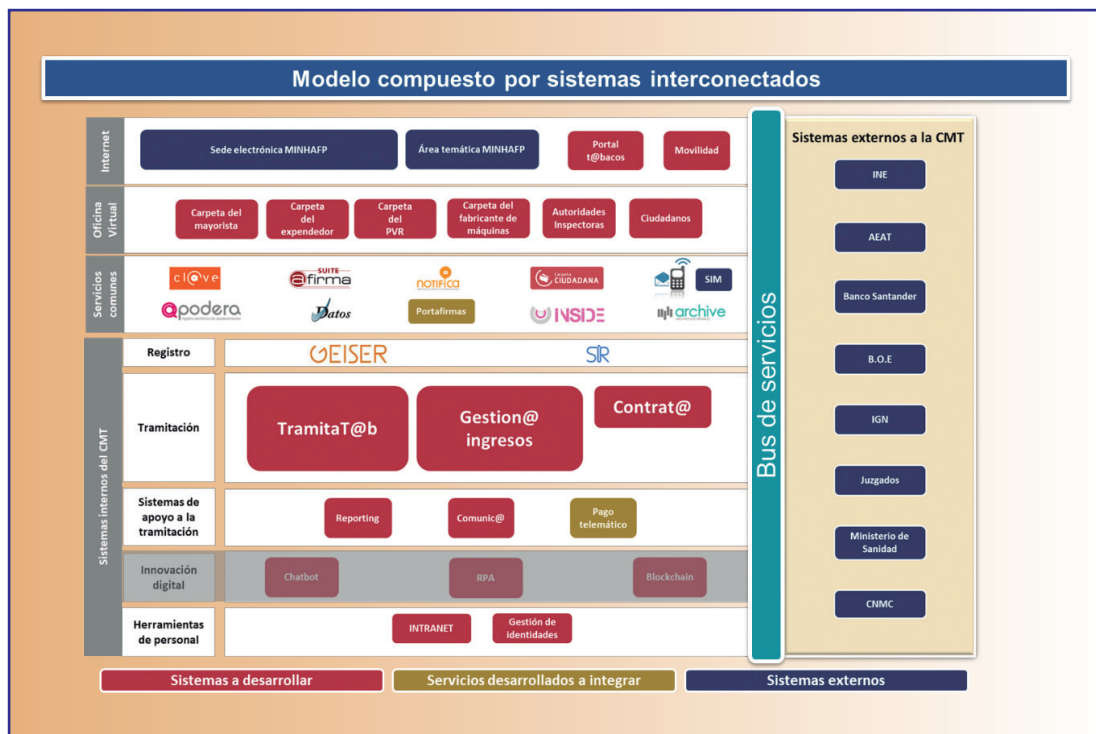 Modelo compuesto por sistemas interconectados
Internet
Sede electrónica MINHAFP
Área temática MINHAFP
Portal
t@bacos
Movilidad
Oficina
Virtual
Carpeta del
mayorista
Carpeta
del
expendedor
Carpeta
del
PVR
Carpeta del
fabricante de
máquinas
Autoridades
Inspectoras
Ciudadanos
Servicios
comunes
cl@ve
SUITE
@firma
notifica
Carpeta
CIUDADANA
SIM
@podera
Datos
Portafirmas
INSIDE
archive
Sistemas internos del CMT
Registro
GEISER
SIR
Tramitación
TramitaT@b
Gestion@
ingresos
Contrat@
Sistemas de
apoyo a la
tramitación
Reporting
Comunic@
Pago
telemático
Innovación
digital
Chatbot
RPA
Blockchain
Herramientas
de personal
INTRANET
Gestión de
identidades
Bus de servicios
Sistemas externos a la CMT
INE
AEAT
Banco Santander
B.O.E
IGN
Juzgados
Ministerio de
Sanidad
CNMC
Sistemas a desarrollar
Servicios desarrollados a integrar
Sistemas externos